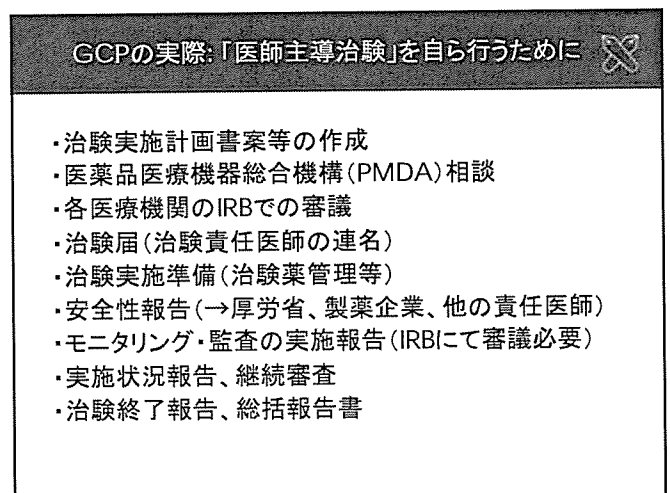 GCPの実際:「医師主導治験」を自ら行うために
・治験実施計画書案等の作成
・医薬品医療機器総合機構(PMDA)相談
・各医療機関のIRBでの審議
・治験届(治験責任医師の連名)
・治験実施準備(治験薬管理等)
・安全性報告(→厚労省、製薬企業、他の責任医師)
・モニタリング・監査の実施報告(IRBにて審議必要)
・実施状況報告、継続審査
・治験終了報告、総括報告書